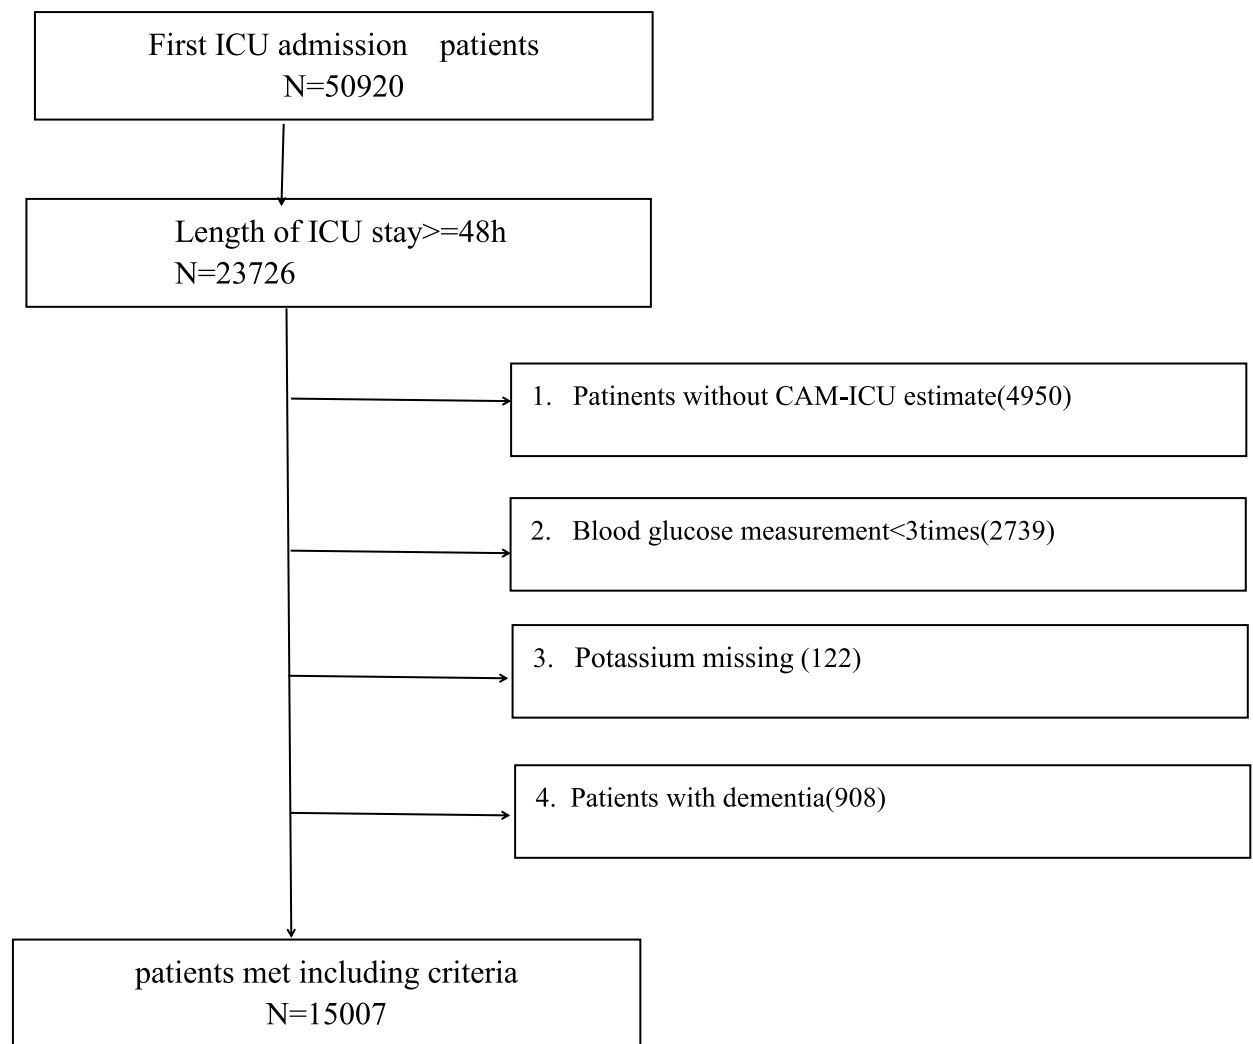 First ICU admission patients
N=50920
Length of ICU stay>=48h
N=23726
1. Patinents without CAM-ICU estimate(4950)
2. Blood glucose measurement<3times(2739)
3. Potassium missing (122)
4. Patients with dementia(908)
patients met including criteria
N=15007